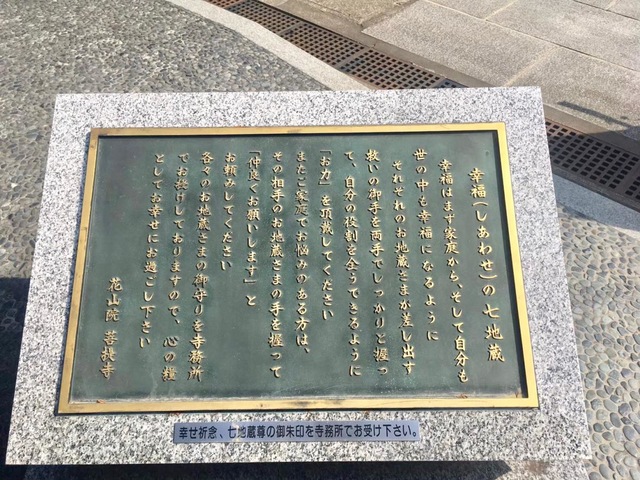 幸福(しあわせ)の七地蔵
幸福はまず家庭から、そして自分も
世の中も幸福になるように
それぞれのお地蔵さまが差し出す
救いの御手を両手でしっかりと握っ
て、自分の役割を全うできるように
「お力」を頂戴してください
またご家庭でお悩みのある方は、
その相手のお地蔵さまの手を握って
「仲良くお願いします」と
お頼みしてください
各々のお地蔵さまの御守りを寺務所
でお授けしておりますので、心の糧
としてお幸せにお過ごし下さい
花山院 菩提寺
幸せ祈念、七地蔵尊の御朱印を寺務所でお受け下さい。